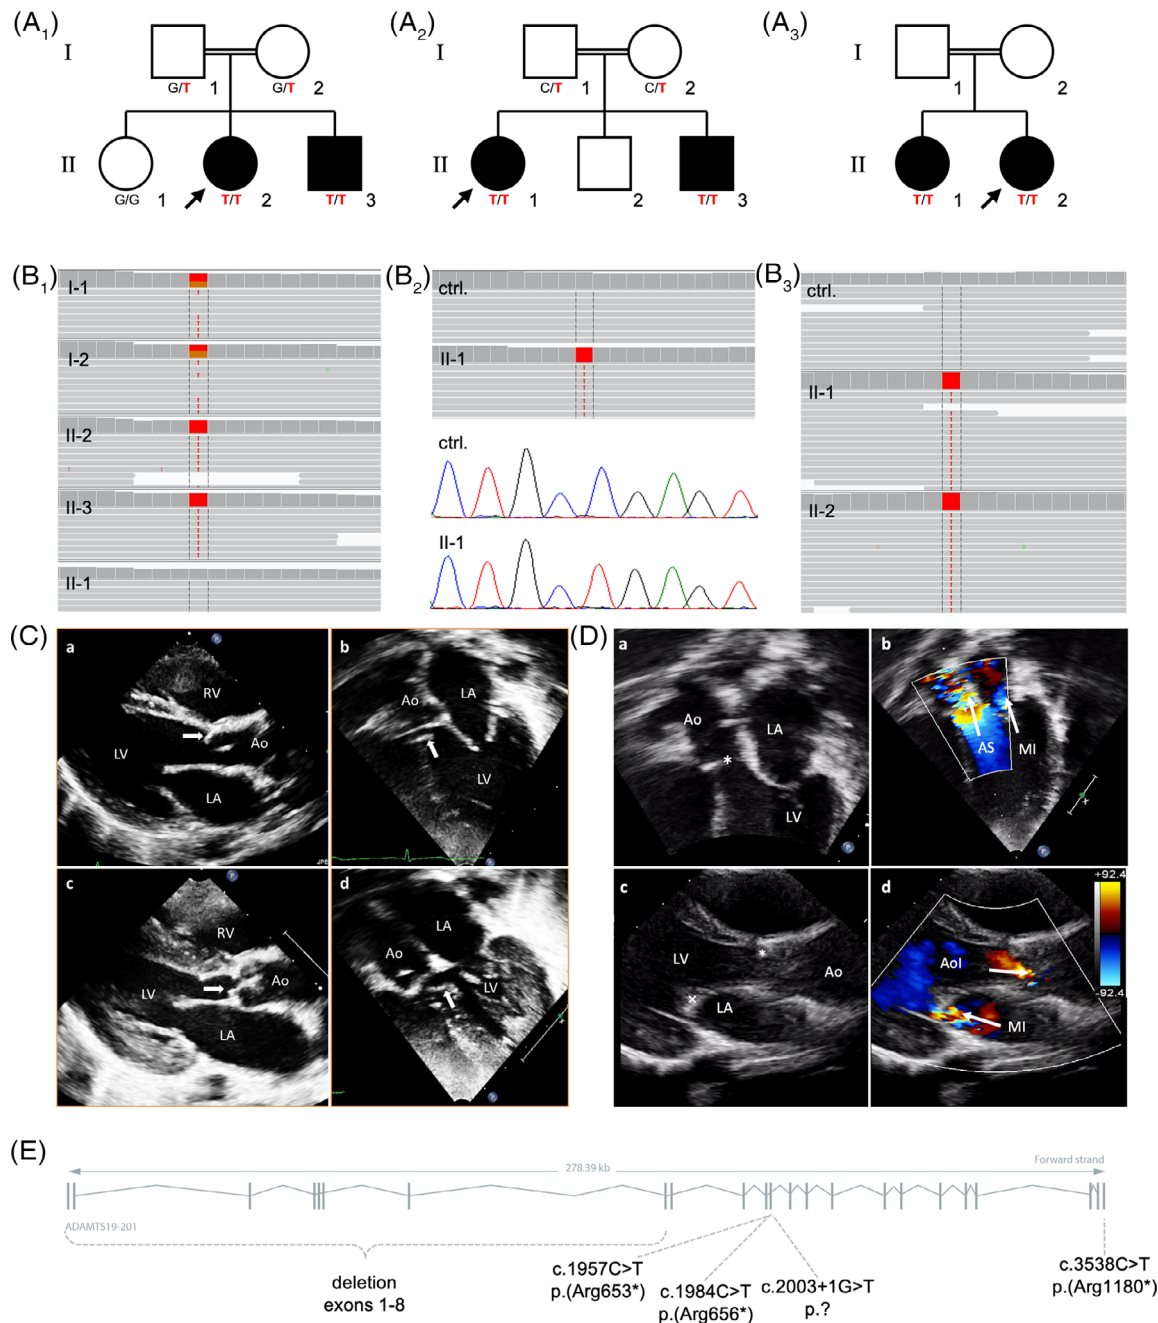 (A1)
(A2)
(A3)
I
G/T 1
G/T 2
C/T 1
C/T 2
1
2
II
G/G 1
T/T 2
T/T 3
T/T 1
2
T/T 3
T/T 1
T/T 2
(B1)
I-1
I-2
II-2
II-3
II-1
(B2)
ctrl.
II-1
ctrl.
II-1
(B3)
ctrl.
II-1
II-2
(C)
a
RV
LV
Ao
LA
JPE
b
Ao
LA
LV
c
RV
LV
Ao
LA
d
LA
Ao
LV
(D)
a
Ao
LA
*
LV
b
AS
MI
c
LV
*
Ao
×
LA
d
AoI
MI
+92.4
-92.4
(E)
278.39 kb
Forward strand
ADAMTS19-201
deletion
exons 1-8
c.1957C>T
p.(Arg653*)
c.1984C>T
p.(Arg656*)
c.2003+1G>T
p.?
c.3538C>T
p.(Arg1180*)